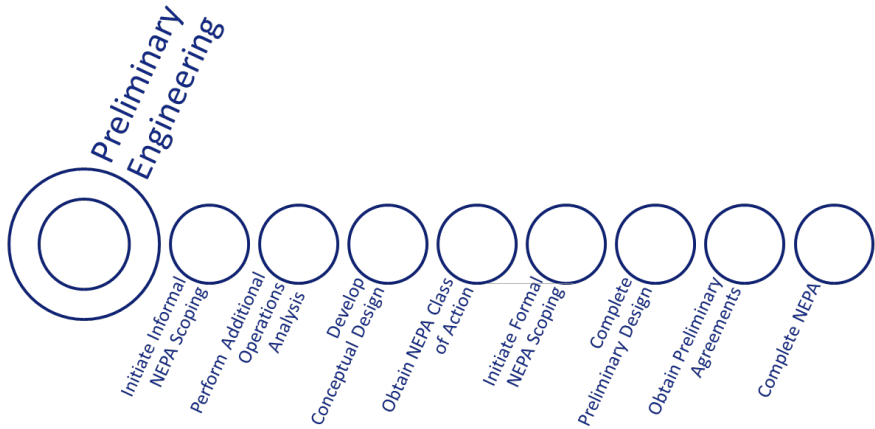 Preliminary
Engineering
Initiate Informal
NEPA Scoping
Perform Additional
Operations
Analysis
Develop
Conceptual Design
Obtain NEPA Class
of Action
Initiate Formal
NEPA Scoping
Complete
Preliminary Design
Obtain Preliminary
Agreements
Complete NEPA